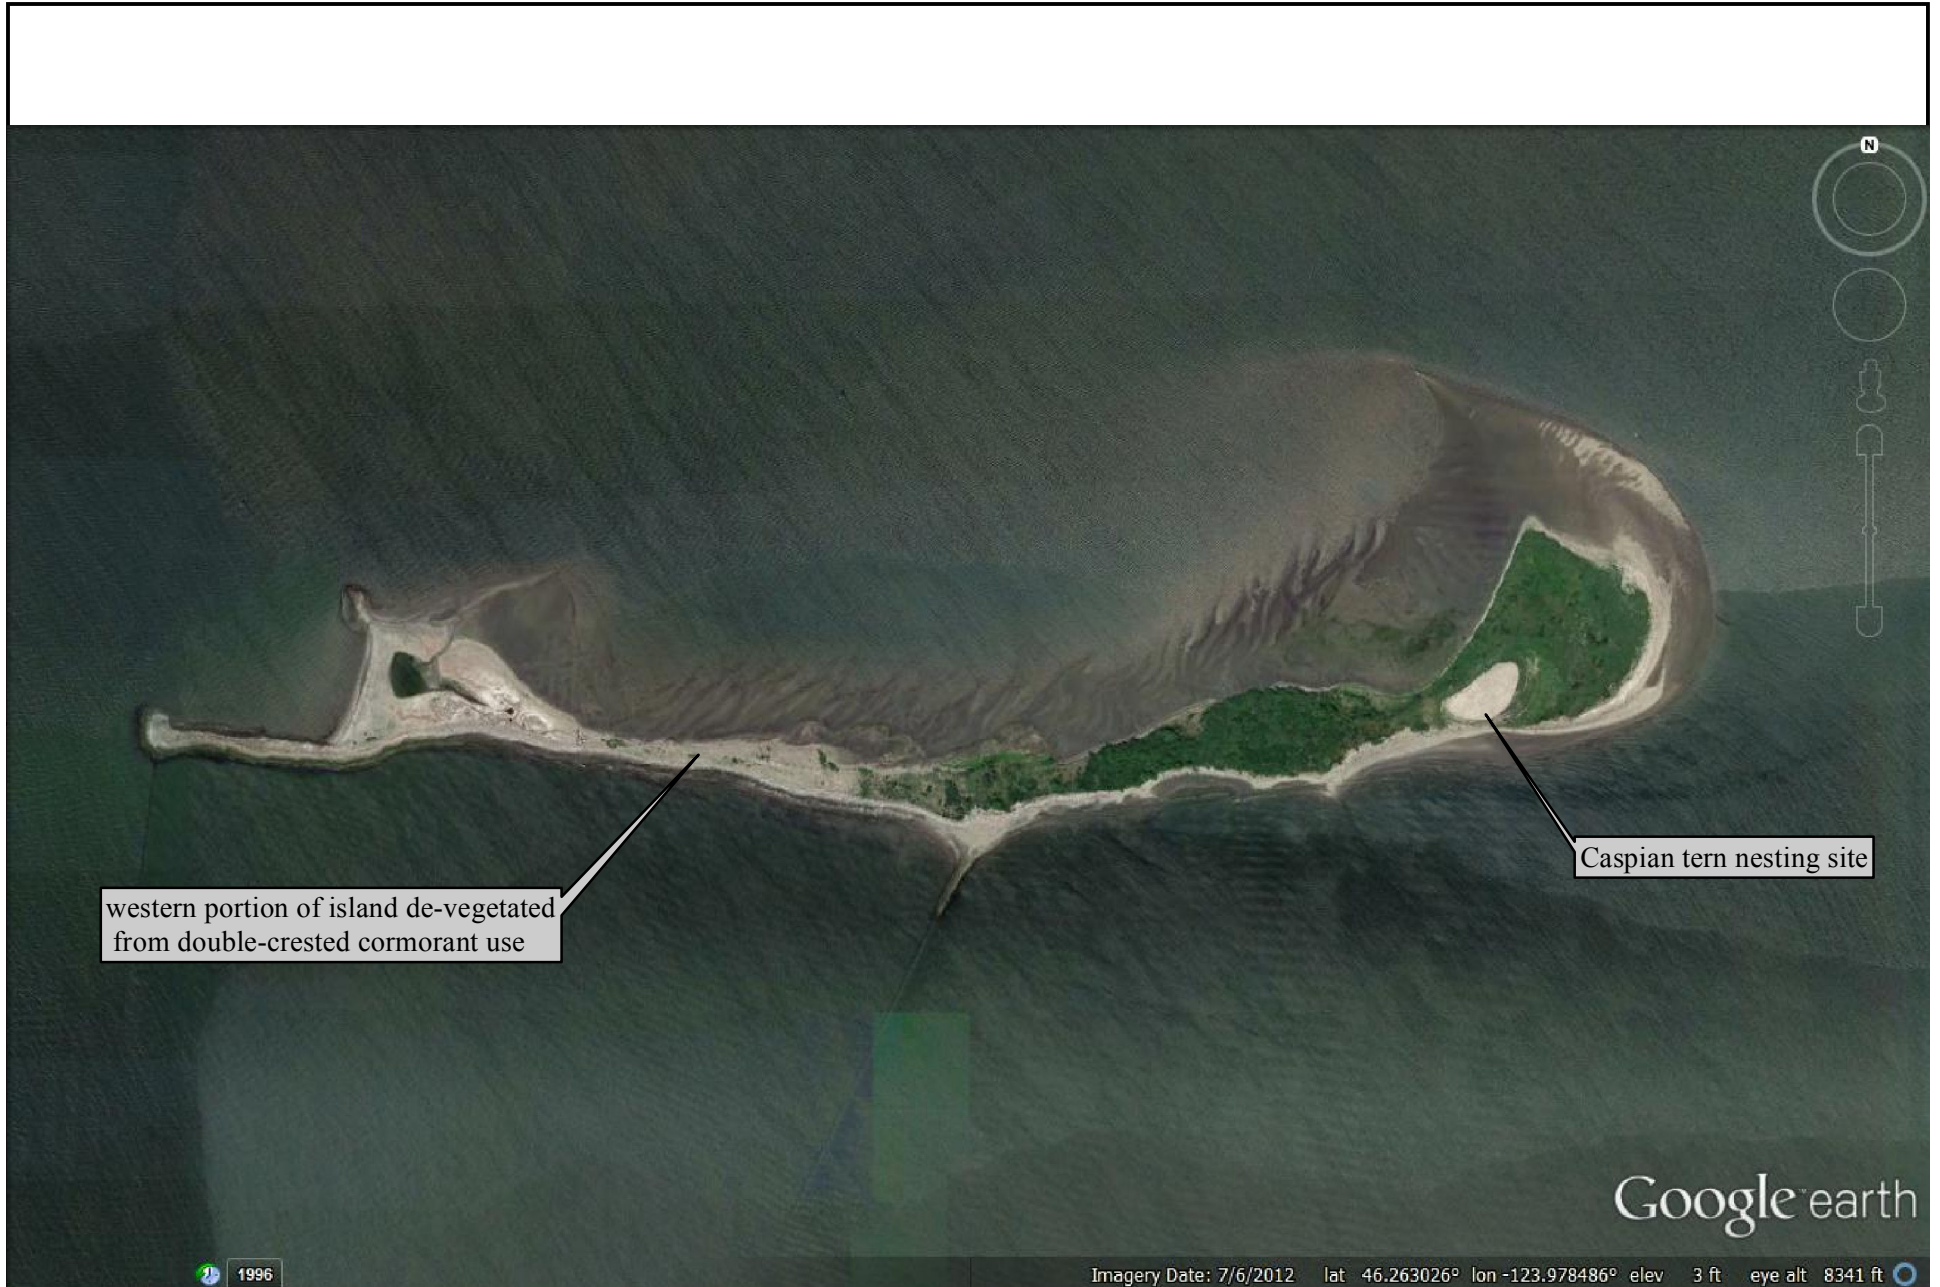 N
western portion of island de-vegetated
from double-crested cormorant use
Caspian tern nesting site
Google earth
1996
Imagery Date: 7/6/2012 lat 46.263026° lon -123.978486° elev 3 ft eye alt 8341 ft